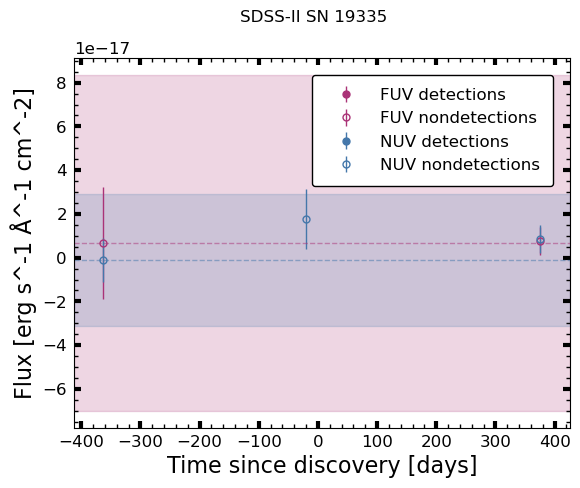 SDSS-II SN 19335
1e−17
FUV detections
FUV nondetections
NUV detections
NUV nondetections
8
6
4
2
0
−2
−4
−6
Flux [erg s^-1 Å^-1 cm^-2]
−400 −300 −200 −100 0 100 200 300 400
Time since discovery [days]